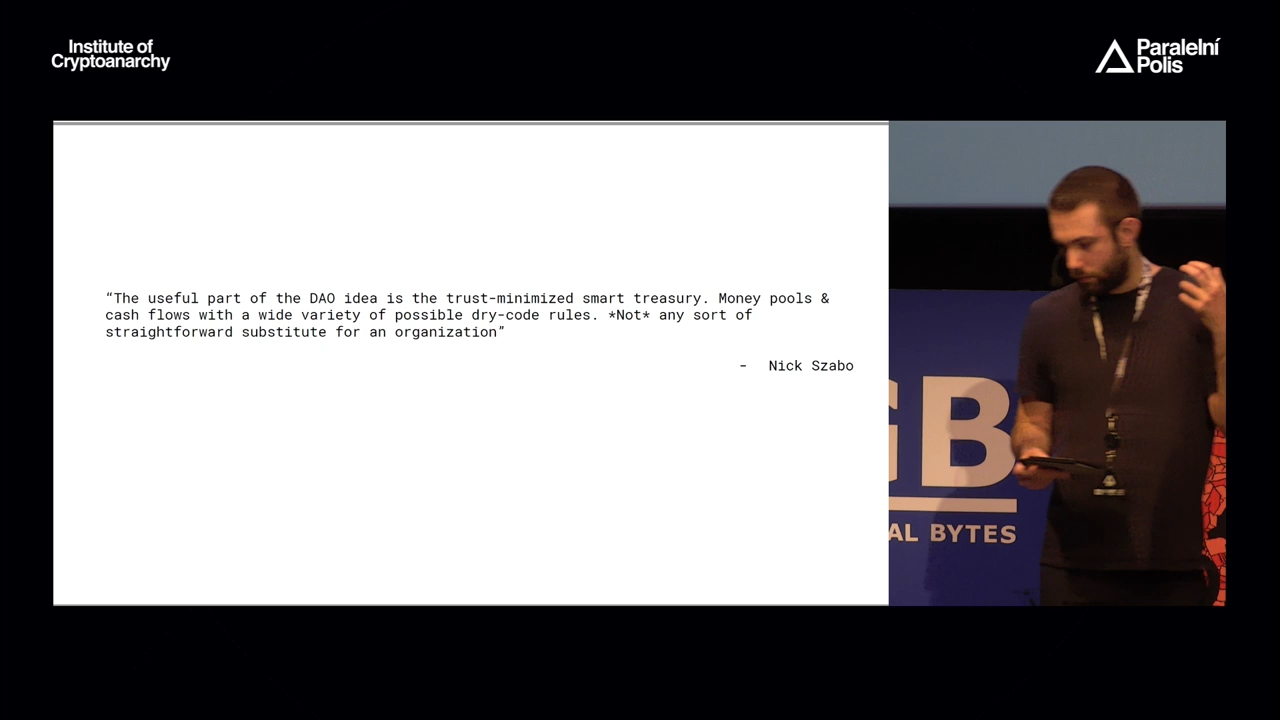 Institute of
Cryptoanarchy
Paralelní
Polis
“The useful part of the DAO idea is the trust-minimized smart treasury. Money pools &
cash flows with a wide variety of possible dry-code rules. *Not* any sort of
straightforward substitute for an organization”
- Nick Szabo
GB
AL BYTES